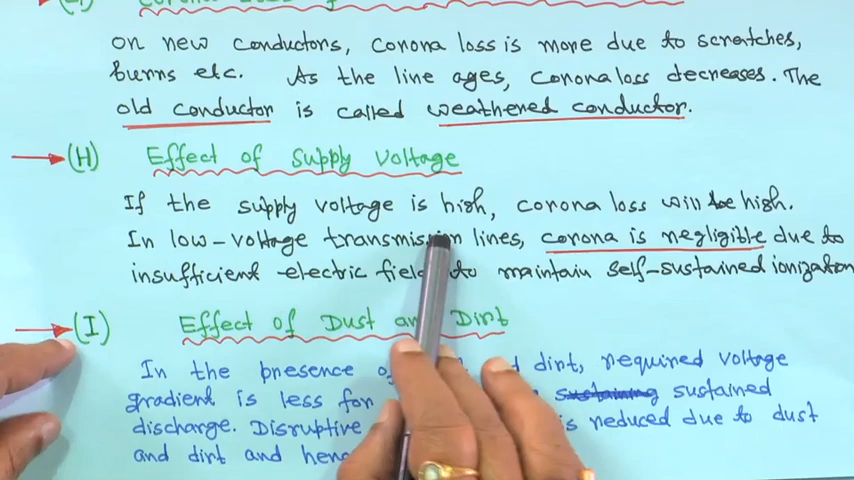 on new conductors, corona loss is more due to scratches,
burns etc. As the line ages, corona loss decreases. The
old conductor is called weathered conductor.
(H) Effect of Supply Voltage
If the supply voltage is high, corona loss will be high.
In low-voltage transmission lines, corona is negligible due to
insufficient electric field to maintain self-sustained ionization
(I) Effect of Dust and Dirt
In the presence of d dirt, required voltage
gradient is less for sustaining sustained
discharge. Disruptive is reduced due to dust
and dirt and